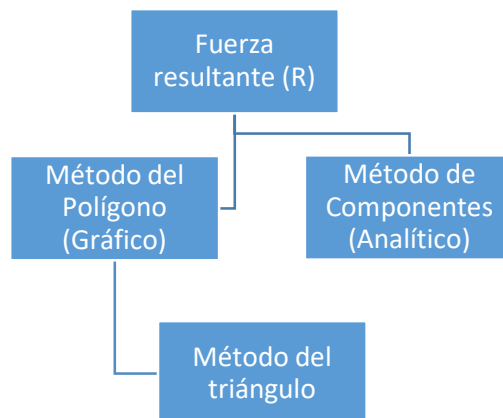 Fuerza
resultante (R)
Método del
Polígono
(Gráfico)
Método de
Componentes
(Analítico)
Método del
triángulo